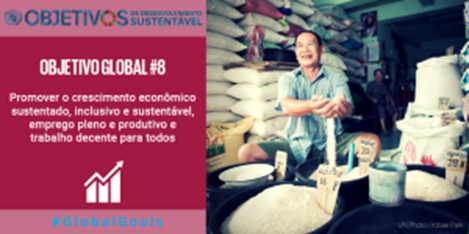 OBJETIVOS DE DESENVOLVIMENTO SUSTENTÁVEL
OBJETIVO GLOBAL #8
Promover o crescimento econômico
sustentado, inclusivo e sustentável,
emprego pleno e produtivo e
trabalho decente para todos
#GlobalGoals
UN Photo / Kibae Park